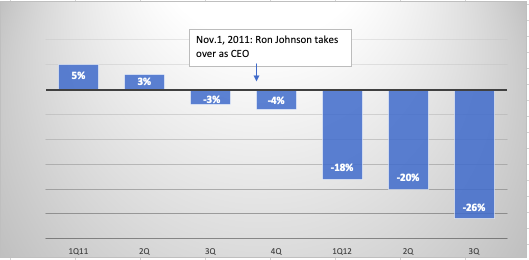 Nov.1, 2011: Ron Johnson takes
over as CEO
5%
3%
-3%
-4%
-18%
-20%
-26%
1Q11 2Q 3Q 4Q 1Q12 2Q 3Q